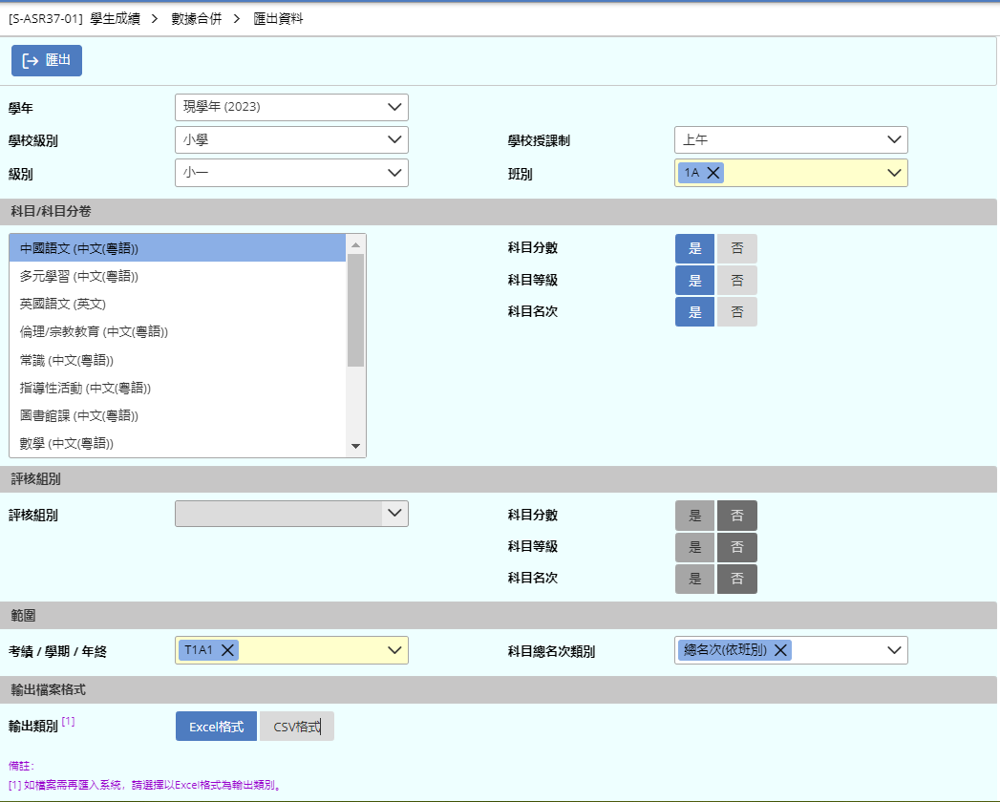 [S-ASR37-01] 學生成績 > 數據合併 > 匯出資料
匯出
學年 現學年 (2023)
學校級別 小學 學校授課制 上午
級別 小一 班別 1A
科目/科目分卷
中國語文 (中文(粵語)) 科目分數 是 否
多元學習 (中文(粵語)) 科目等級 是 否
英國語文 (英文) 科目名次 是 否
倫理/宗教教育 (中文(粵語))
常識 (中文(粵語))
指導性活動 (中文(粵語))
圖書館課 (中文(粵語))
數學 (中文(粵語))
評核組別
評核組別 科目分數 是 否
科目等級 是 否
科目名次 是 否
範圍
考績 / 學期 / 年終 T1A1 科目總名次類別 總名次(依班別)
輸出檔案格式
輸出類別 [1] Excel格式 CSV格式
備註:
[1] 如檔案需再匯入系統，請選擇以Excel格式為輸出類別。